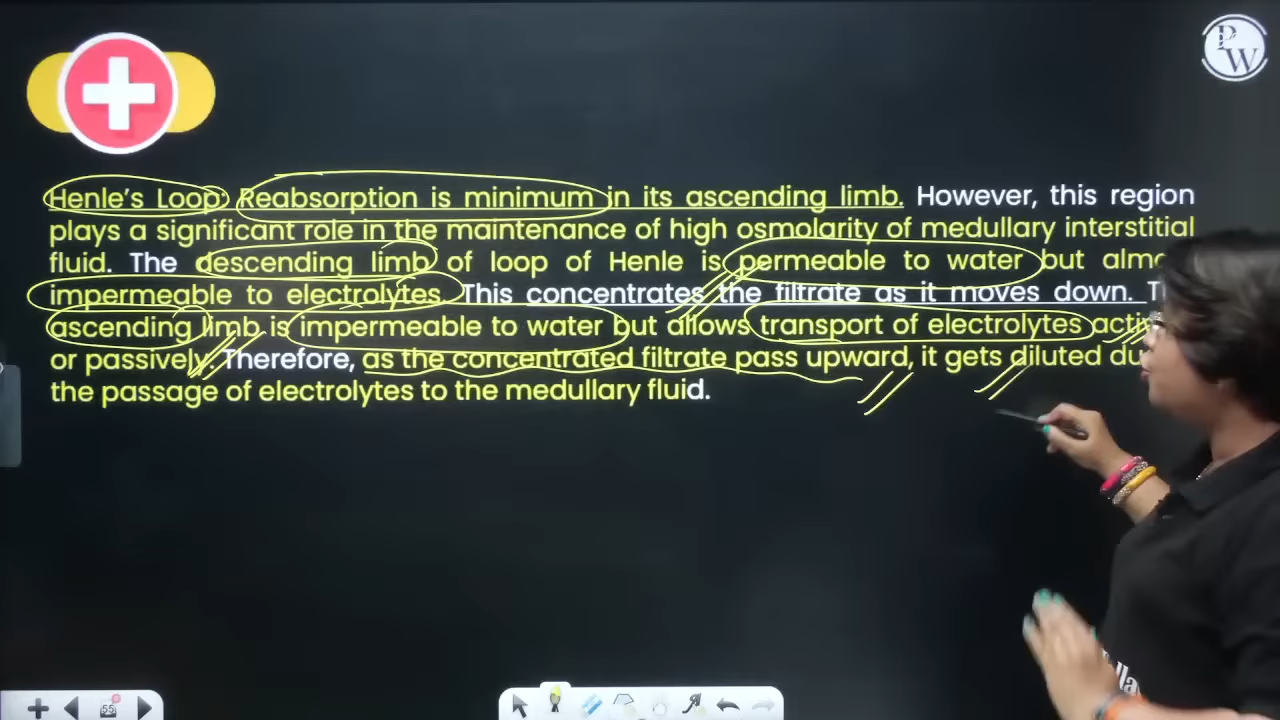 PW
Henle's Loop: Reabsorption is minimum in its ascending limb. However, this region
plays a significant role in the maintenance of high osmolarity of medullary interstitial
fluid. The descending limb of loop of Henle is permeable to water but
impermeable to electrolytes. This concentrates the filtrate as it moves down.
ascending limb is impermeable to water but allows transport of electrolytes
or passively. Therefore, as the concentrated filtrate pass upward, it gets diluted
the passage of electrolytes to the medullary fluid.
55